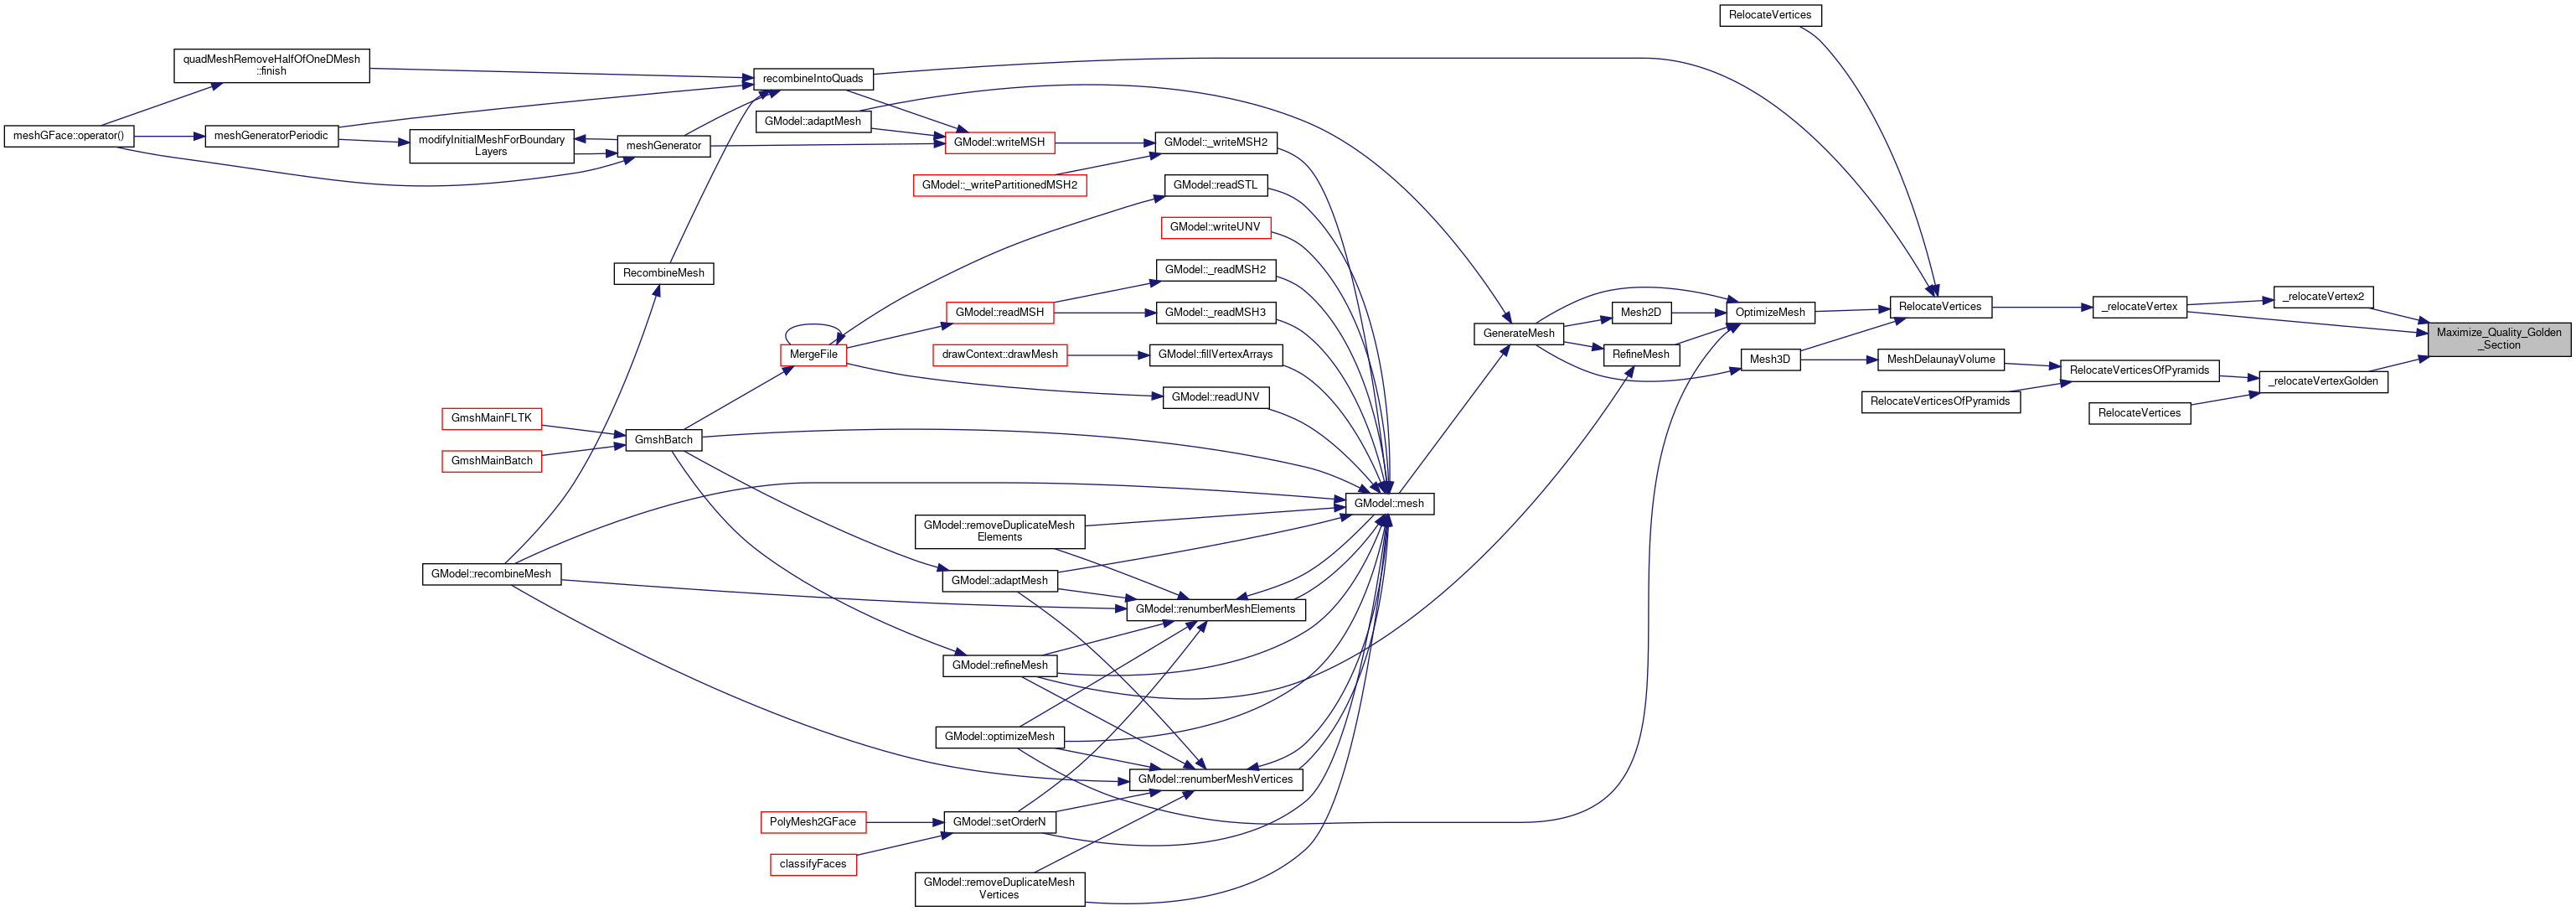 RelocateVertices
quadMeshRemoveHalfOfOneDMesh
::finish
recombineIntoQuads
GModel::adaptMesh
meshGFace::operator()
meshGeneratorPeriodic
modifyInitialMeshForBoundary
Layers
meshGenerator
GModel::writeMSH
GModel::_writeMSH2
GModel::_writePartitionedMSH2
GModel::readSTL
GModel::writeUNV
RecombineMesh
GModel::_readMSH2
GModel::readMSH
GModel::_readMSH3
MergeFile
drawContext::drawMesh
GModel::fillVertexArrays
GModel::readUNV
GenerateMesh
Mesh2D
RefineMesh
OptimizeMesh
Mesh3D
RelocateVertices
MeshDelaunayVolume
_relocateVertex
_relocateVertex2
Maximize_Quality_Golden
_Section
RelocateVerticesOfPyramids
_relocateVertexGolden
RelocateVerticesOfPyramids
RelocateVertices
GmshMainFLTK
GmshBatch
GmshMainBatch
GModel::mesh
GModel::removeDuplicateMesh
Elements
GModel::recombineMesh
GModel::adaptMesh
GModel::renumberMeshElements
GModel::refineMesh
GModel::optimizeMesh
GModel::renumberMeshVertices
PolyMesh2GFace
GModel::setOrderN
classifyFaces
GModel::removeDuplicateMesh
Vertices